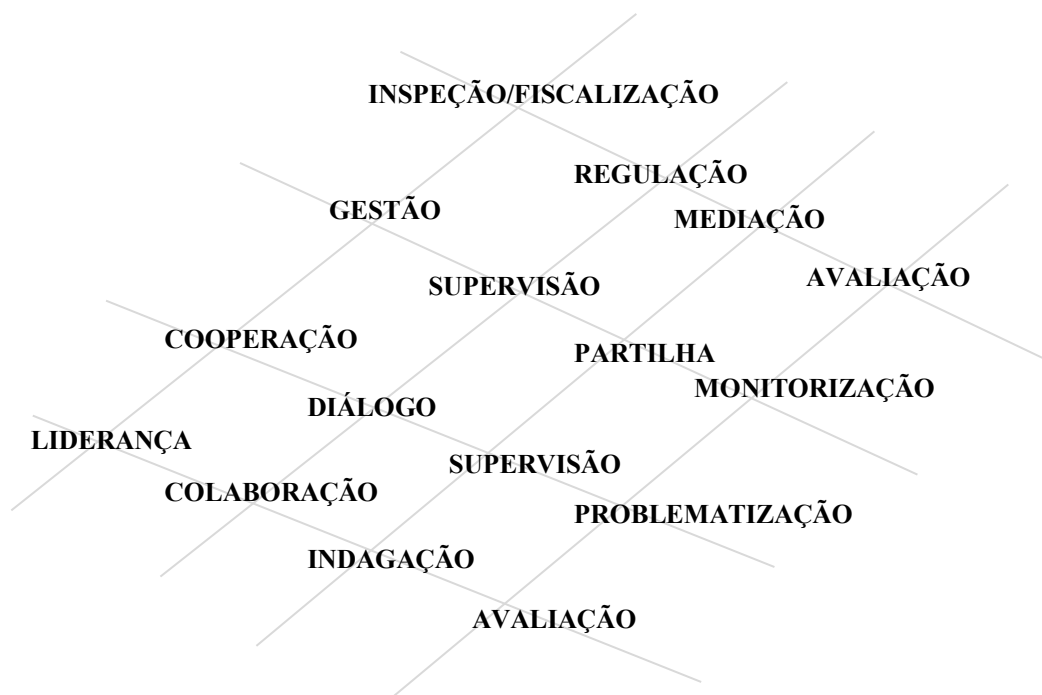 INSPEÇÃO/FISCALIZAÇÃO
REGULAÇÃO
GESTÃO
MEDIAÇÃO
AVALIAÇÃO
SUPERVISÃO
COOPERAÇÃO
PARTILHA
MONITORIZAÇÃO
DIÁLOGO
LIDERANÇA
SUPERVISÃO
COLABORAÇÃO
PROBLEMATIZAÇÃO
INDAGAÇÃO
AVALIAÇÃO